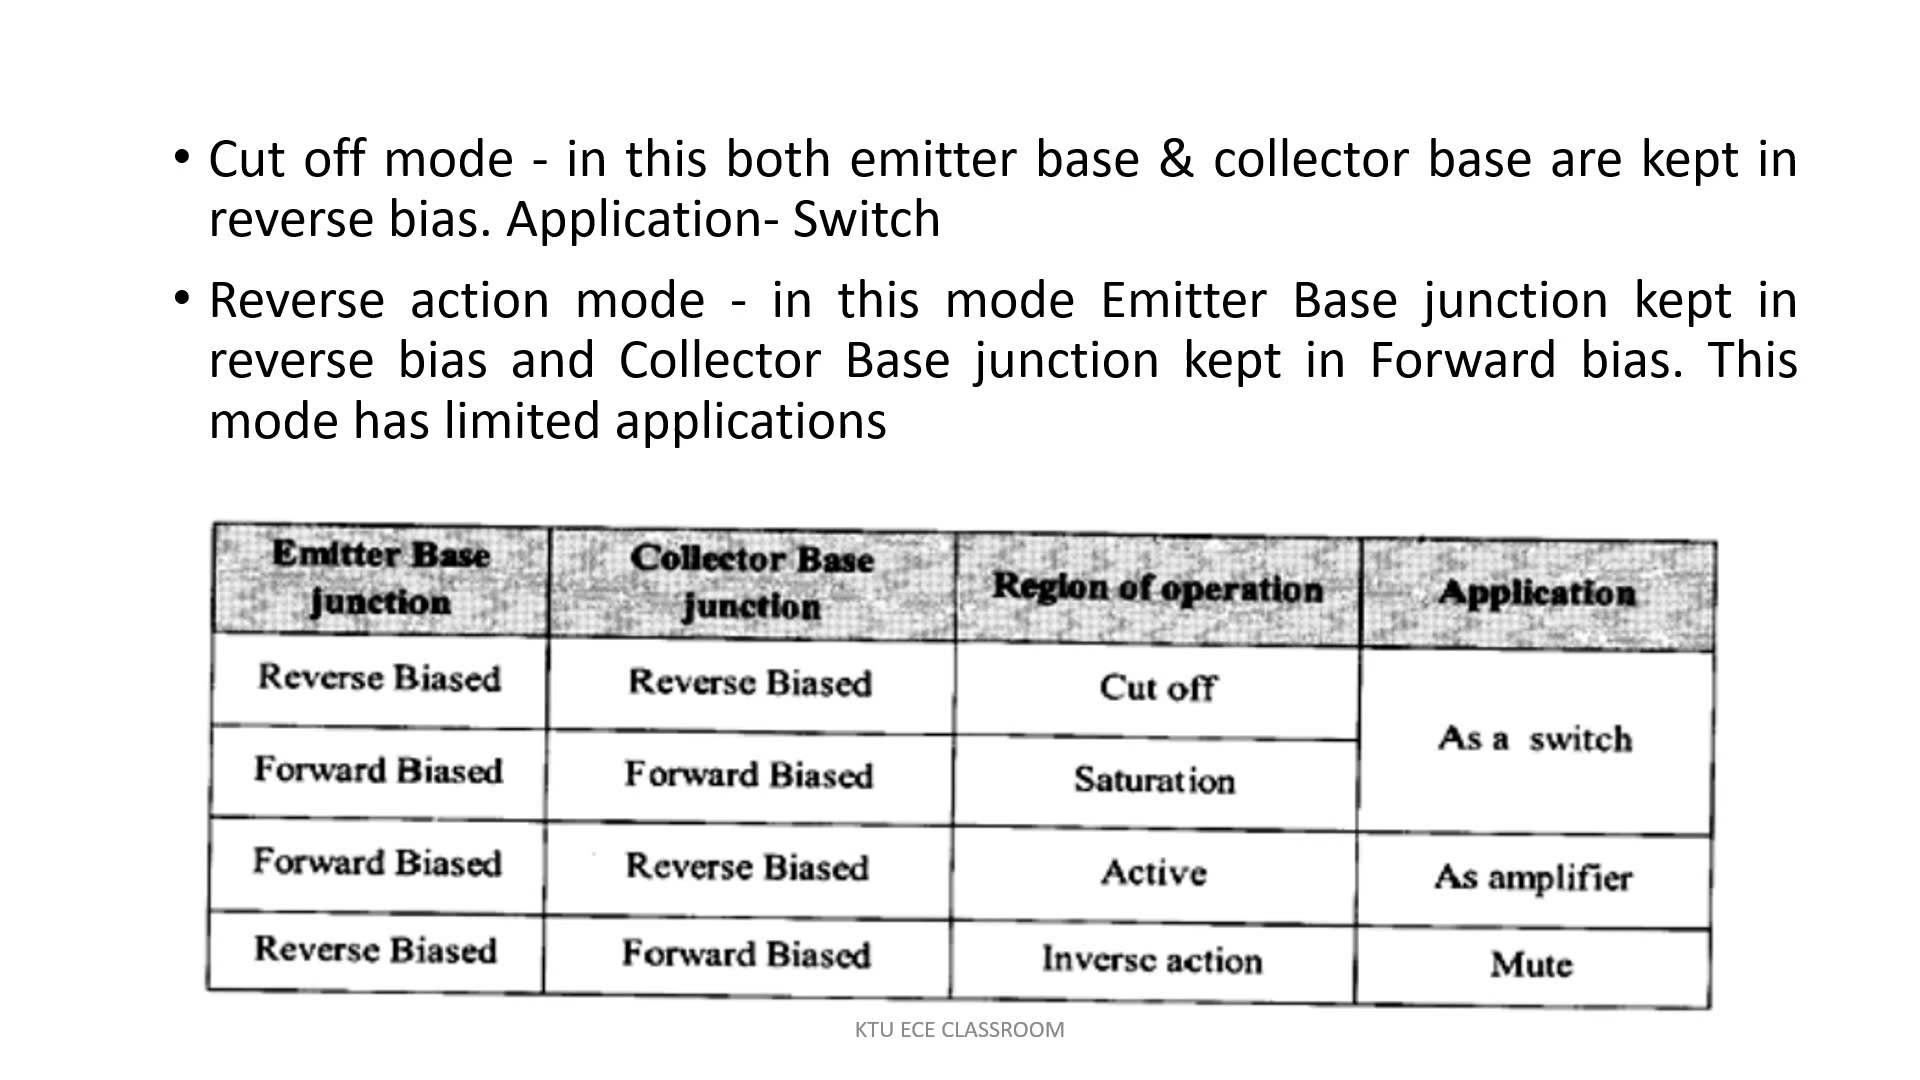 • Cut off mode - in this both emitter base & collector base are kept in
reverse bias. Application- Switch
• Reverse action mode - in this mode Emitter Base junction kept in
reverse bias and Collector Base junction kept in Forward bias. This
mode has limited applications
Emitter Base junction | Collector Base junction | Region of operation | Application
Reverse Biased | Reverse Biased | Cut off | As a switch
Forward Biased | Forward Biased | Saturation
Forward Biased | Reverse Biased | Active | As amplifier
Reverse Biased | Forward Biased | Inverse action | Mute
KTU ECE CLASSROOM